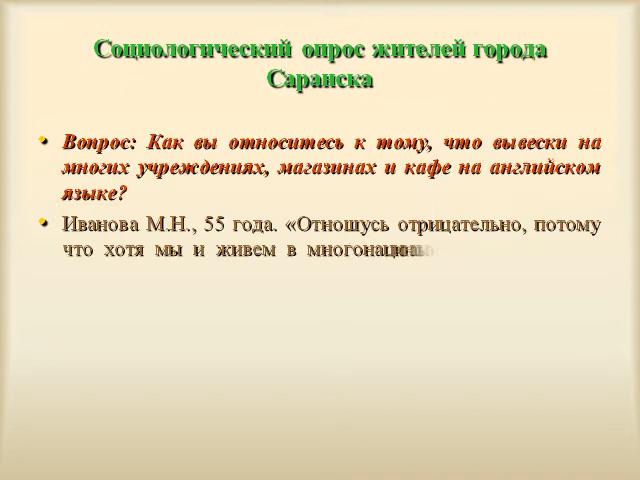 Социологический опрос жителей города
Саранска
Вопрос: Как вы относитесь к тому, что вывески на
многих учреждениях, магазинах и кафе на английском
языке?
Иванова М.Н., 55 года. «Отношусь отрицательно, потому
что хотя мы и живем в